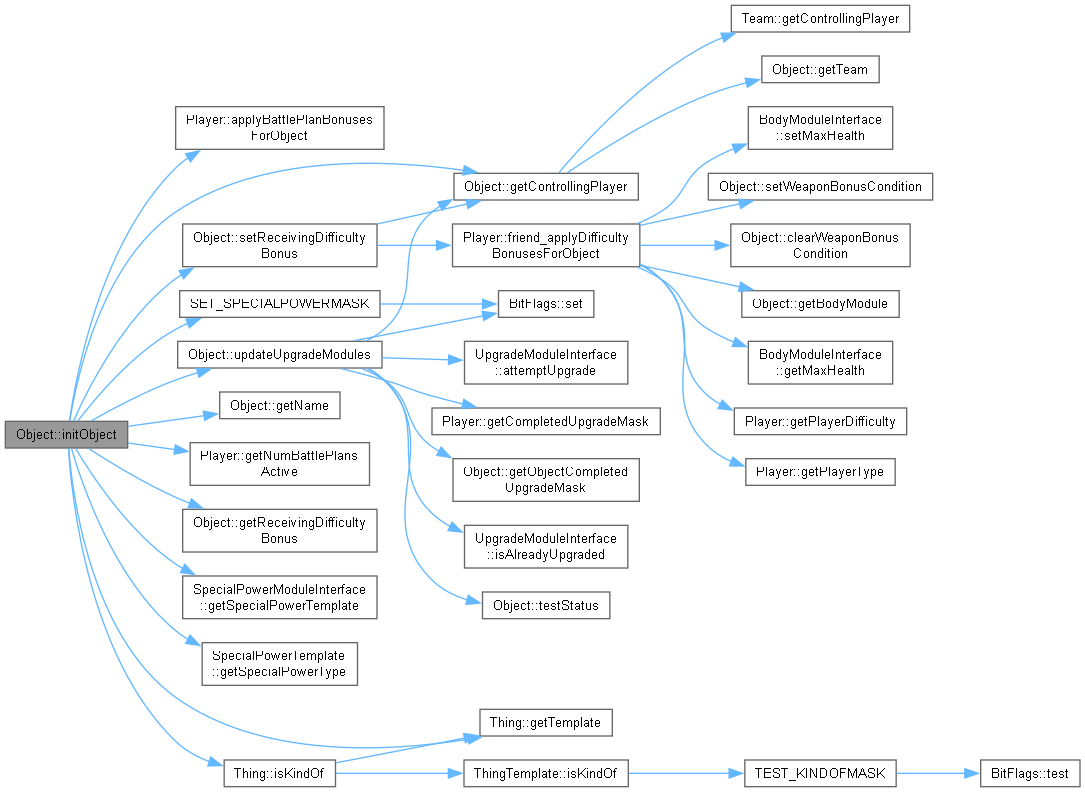 Team::getControllingPlayer
Object::getTeam
Player::applyBattlePlanBonuses
ForObject
BodyModuleInterface
::setMaxHealth
Object::getControllingPlayer
Object::setWeaponBonusCondition
Object::setReceivingDifficulty
Bonus
Player::friend_applyDifficulty
BonusesForObject
Object::clearWeaponBonus
Condition
SET_SPECIALPOWERMASK
BitFlags::set
Object::getBodyModule
Object::updateUpgradeModules
UpgradeModuleInterface
::attemptUpgrade
BodyModuleInterface
::getMaxHealth
Object::getName
Player::getCompletedUpgradeMask
Player::getPlayerDifficulty
Object::initObject
Player::getNumBattlePlans
Active
Object::getObjectCompleted
UpgradeMask
Player::getPlayerType
Object::getReceivingDifficulty
Bonus
UpgradeModuleInterface
::isAlreadyUpgraded
SpecialPowerModuleInterface
::getSpecialPowerTemplate
Object::testStatus
SpecialPowerTemplate
::getSpecialPowerType
Thing::getTemplate
Thing::isKindOf
ThingTemplate::isKindOf
TEST_KINDOFMASK
BitFlags::test